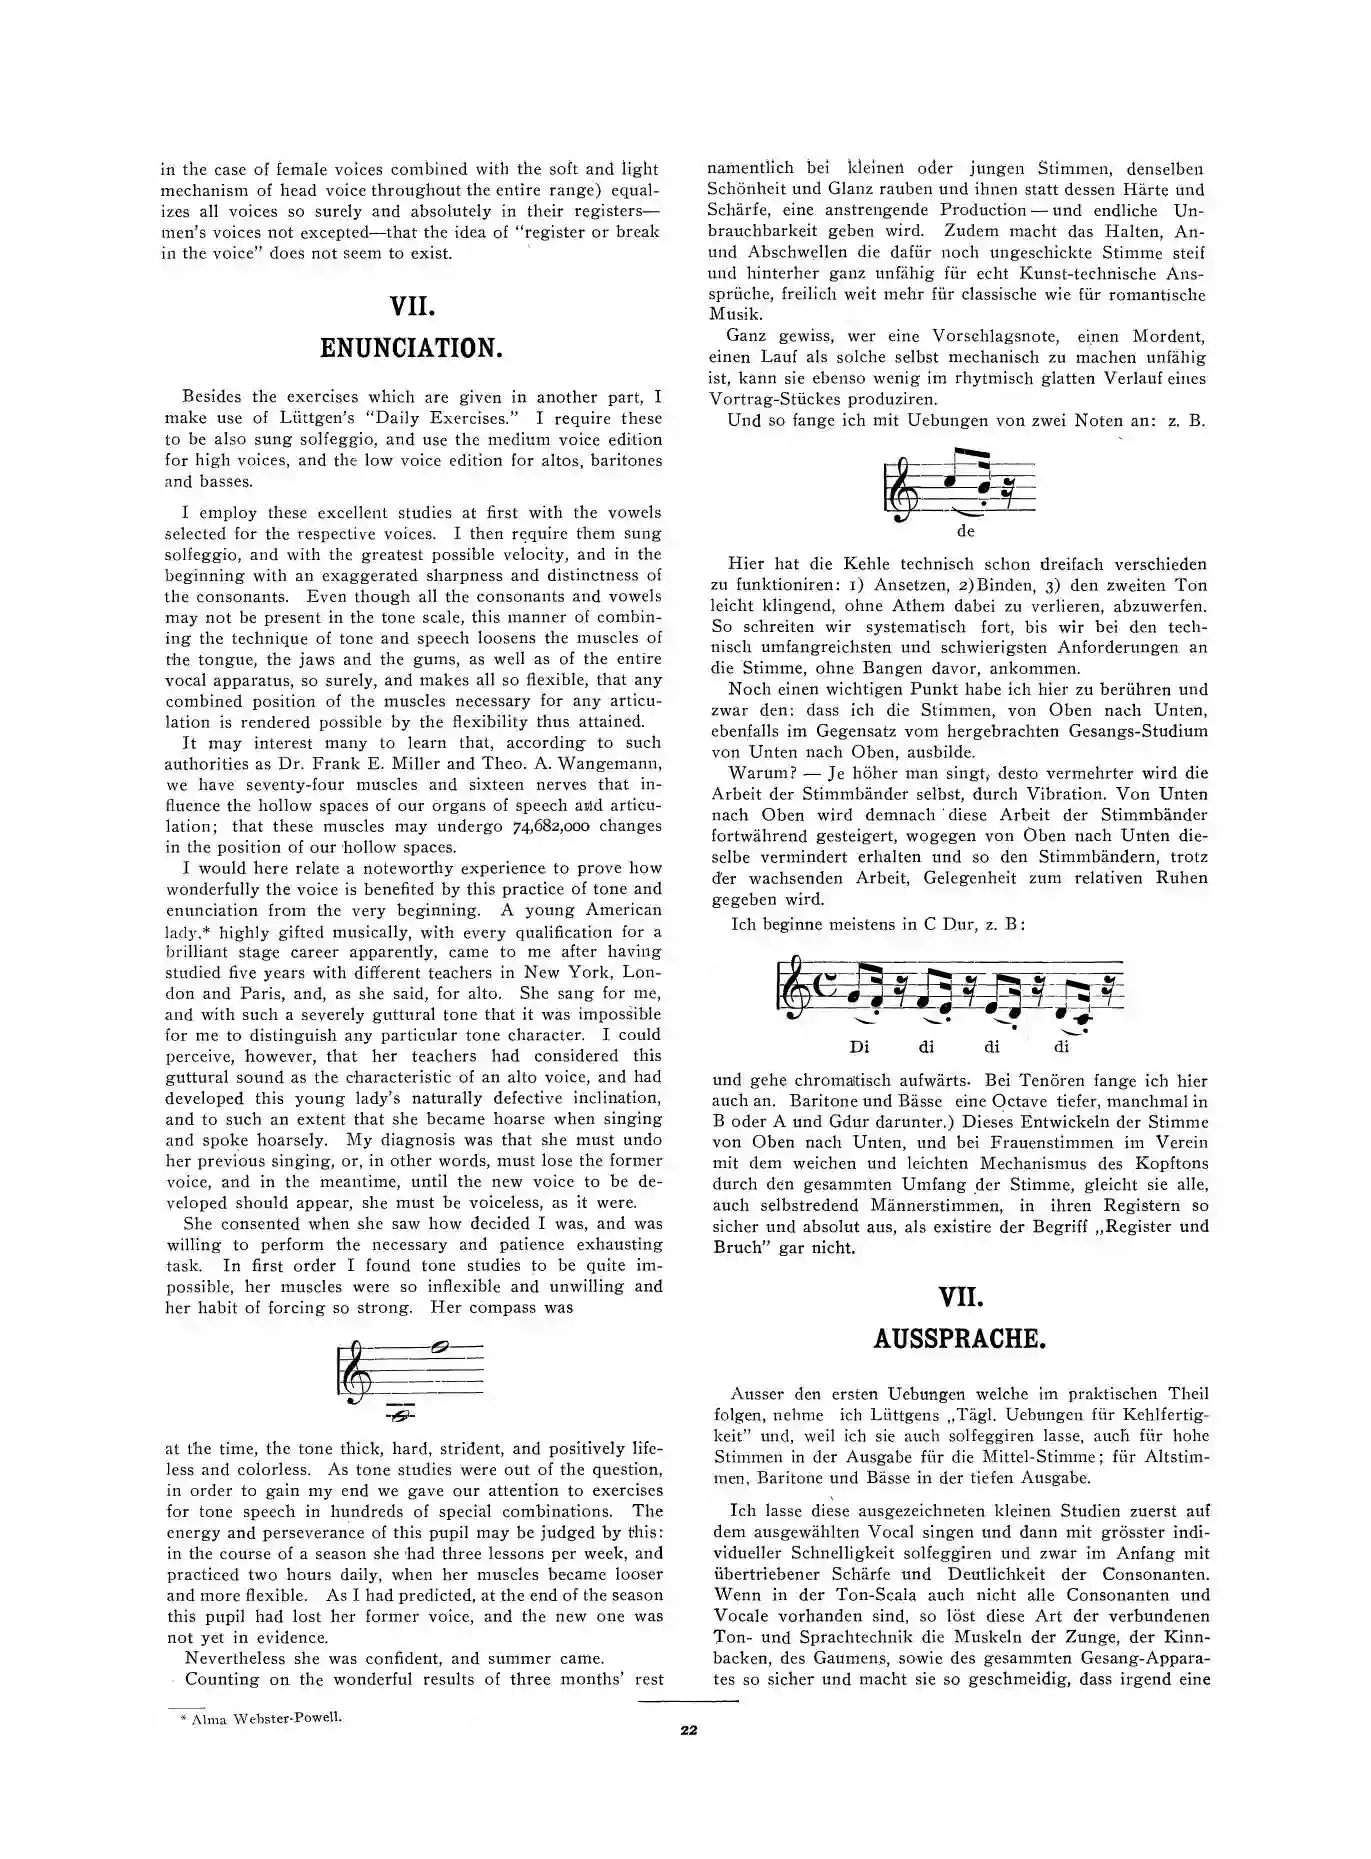 in the case of female voices combined with the soft and light
mechanism of head voice throughout the entire range) equal-
izes all voices so surely and absolutely in their registers—
men's voices not excepted—that the idea of "register or break
in the voice" does not seem to exist.
VII.
ENUNCIATION.
Besides the exercises which are given in another part, I
make use of Lüttgen's "Daily Exercises." I require these
to be also sung solfeggio, and use the medium voice edition
for high voices, and the low voice edition for altos, baritones
and basses.
I employ these excellent studies at first with the vowels
selected for the respective voices. I then require them sung
solfeggio, and with the greatest possible velocity, and in the
beginning with an exaggerated sharpness and distinctness of
the consonants. Even though all the consonants and vowels
may not be present in the tone scale, this manner of combin-
ing the technique of tone and speech loosens the muscles of
the tongue, the jaws and the gums, as well as of the entire
vocal apparatus, so surely, and makes all so flexible, that any
combined position of the muscles necessary for any articu-
lation is rendered possible by the flexibility thus attained.
It may interest many to learn that, according to such
authorities as Dr. Frank E. Miller and Theo. A. Wangemann,
we have seventy-four muscles and sixteen nerves that in-
fluence the hollow spaces of our organs of speech and articu-
lation; that these muscles may undergo 74,682,000 changes
in the position of our hollow spaces.
I would here relate a noteworthy experience to prove how
wonderfully the voice is benefited by this practice of tone and
enunciation from the very beginning. A young American
lady,* highly gifted musically, with every qualification for a
brilliant stage career apparently, came to me after having
studied five years with different teachers in New York, Lon-
don and Paris, and, as she said, for alto. She sang for me,
and with such a severely guttural tone that it was impossible
for me to distinguish any particular tone character. I could
perceive, however, that her teachers had considered this
guttural sound as the characteristic of an alto voice, and had
developed this young lady's naturally defective inclination,
and to such an extent that she became hoarse when singing
and spoke hoarsely. My diagnosis was that she must undo
her previous singing, or, in other words, must lose the former
voice, and in the meantime, until the new voice to be de-
veloped should appear, she must be voiceless, as it were.
She consented when she saw how decided I was, and was
willing to perform the necessary and patience exhausting
task. In first order I found tone studies to be quite im-
possible, her muscles were so inflexible and unwilling and
her habit of forcing so strong. Her compass was
at the time, the tone thick, hard, strident, and positively life-
less and colorless. As tone studies were out of the question,
in order to gain my end we gave our attention to exercises
for tone speech in hundreds of special combinations. The
energy and perseverance of this pupil may be judged by this:
in the course of a season she had three lessons per week, and
practiced two hours daily, when her muscles became looser
and more flexible. As I had predicted, at the end of the season
this pupil had lost her former voice, and the new one was
not yet in evidence.
Nevertheless she was confident, and summer came.
Counting on the wonderful results of three months' rest
* Alma Webster-Powell.
namentlich bei kleinen oder jungen Stimmen, denselben
Schönheit und Glanz rauben und ihnen statt dessen Härte und
Schärfe, eine anstrengende Production — und endliche Un-
brauchbarkeit geben wird. Zudem macht das Halten, An-
und Abschwellen die dafür noch ungeschickte Stimme steif
und hinterher ganz unfähig für echt Kunst-technische Ans-
sprüche, freilich weit mehr für classische wie für romantische
Musik.
Ganz gewiss, wer eine Vorschlagsnote, einen Mordent,
einen Lauf als solche selbst mechanisch zu machen unfähig
ist, kann sie ebenso wenig im rhytmisch glatten Verlauf eines
Vortrag-Stückes produziren.
Und so fange ich mit Uebungen von zwei Noten an: z. B.
de
Hier hat die Kehle technisch schon dreifach verschieden
zu funktioniren: 1) Ansetzen, 2)Binden, 3) den zweiten Ton
leicht klingend, ohne Athem dabei zu verlieren, abzuwerfen.
So schreiten wir systematisch fort, bis wir bei den tech-
nisch umfangreichsten und schwierigsten Anforderungen an
die Stimme, ohne Bangen davor, ankommen.
Noch einen wichtigen Punkt habe ich hier zu berühren und
zwar den: dass ich die Stimmen, von Oben nach Unten,
ebenfalls im Gegensatz vom hergebrachten Gesangs-Studium
von Unten nach Oben, ausbilde.
Warum? — Je höher man singt, desto vermehrter wird die
Arbeit der Stimmbänder selbst, durch Vibration. Von Unten
nach Oben wird demnach diese Arbeit der Stimmbänder
fortwährend gesteigert, wogegen von Oben nach Unten die-
selbe vermindert erhalten und so den Stimmbändern, trotz
der wachsenden Arbeit, Gelegenheit zum relativen Ruhen
gegeben wird.
Ich beginne meistens in C Dur, z. B:
Di di di di
und gehe chromatisch aufwärts. Bei Tenören fange ich hier
auch an. Baritone und Bässe eine Octave tiefer, manchmal in
B oder A und Gdur darunter.) Dieses Entwickeln der Stimme
von Oben nach Unten, und bei Frauenstimmen im Verein
mit dem weichen und leichten Mechanismus des Kopftons
durch den gesammten Umfang der Stimme, gleicht sie alle,
auch selbstredend Männerstimmen, in ihren Registern so
sicher und absolut aus, als existire der Begriff „Register und
Bruch" gar nicht.
VII.
AUSSPRACHE.
Ausser den ersten Uebungen welche im praktischen Theil
folgen, nehme ich Lüttgens „Tägl. Uebungen für Kehlfertig-
keit" und, weil ich sie auch solfeggiren lasse, auch für hohe
Stimmen in der Ausgabe für die Mittel-Stimme; für Altstim-
men, Baritone und Bässe in der tiefen Ausgabe.
Ich lasse diese ausgezeichneten kleinen Studien zuerst auf
dem ausgewählten Vocal singen und dann mit grösster indi-
vidueller Schnelligkeit solfeggiren und zwar im Anfang mit
übertriebener Schärfe und Deutlichkeit der Consonanten.
Wenn in der Ton-Scala auch nicht alle Consonanten und
Vocale vorhanden sind, so löst diese Art der verbundenen
Ton- und Sprachtechnik die Muskeln der Zunge, der Kinn-
backen, des Gaumens, sowie des gesammten Gesang-Appara-
tes so sicher und macht sie so geschmeidig, dass irgend eine
22